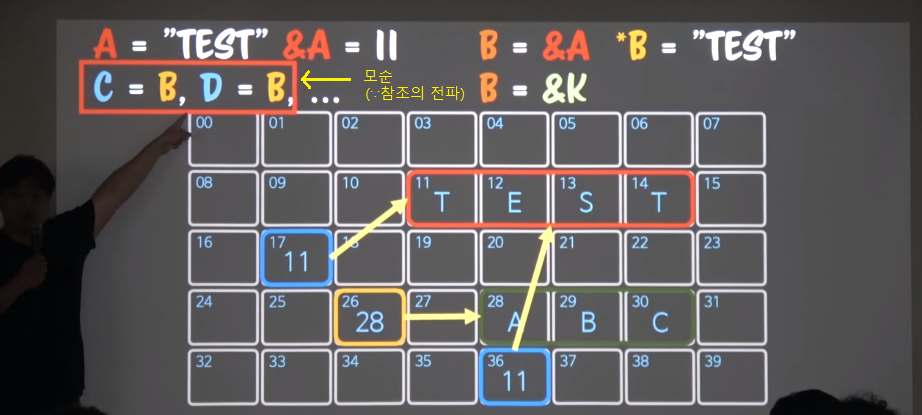 A = "TEST" &A = 11 B = &A *B = "TEST"
C = B, D = B, ... ← 모순 B = &K
(∵참조의 전파)
00 01 02 03 04 05 06 07
08 09 10 11 T 12 E 13 S 14 T 15
16 17 11 18 19 20 21 22 23
24 25 26 28 27 28 A 29 B 30 C 31
32 33 34 35 36 11 37 38 39